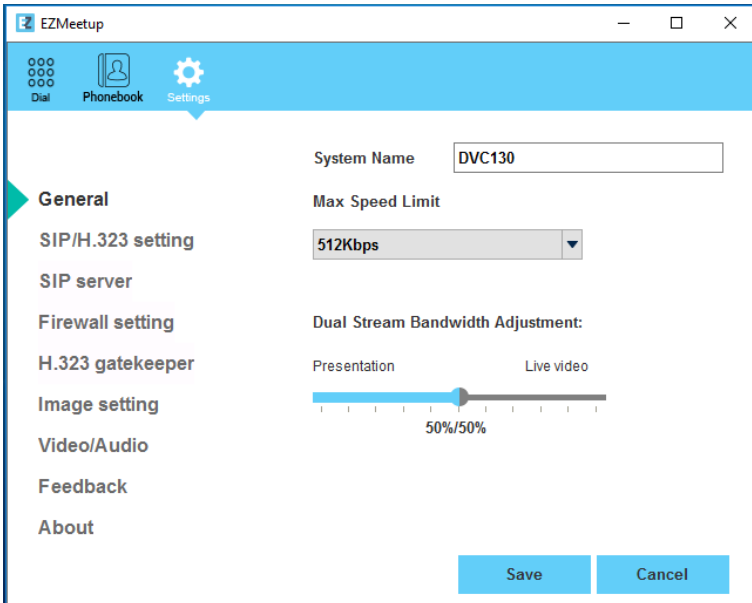 EZMeetup
Dial
Phonebook
Settings
System Name
DVC130
General
Max Speed Limit
SIP/H.323 setting
512Kbps
SIP server
Firewall setting
Dual Stream Bandwidth Adjustment:
H.323 gatekeeper
Presentation
Live video
Image setting
50%/50%
Video/Audio
Feedback
About
Save
Cancel